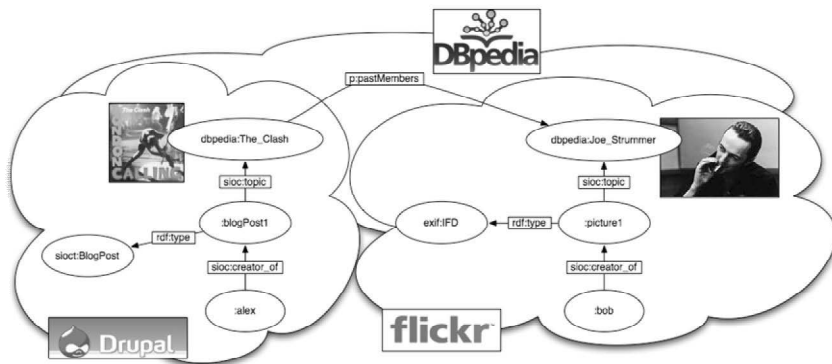 DBpedia
p:pastMembers
The Clash
LONDON
CALLING
dbpedia:The_Clash
dbpedia:Joe_Strummer
sioc:topic
sioc:topic
:blogPost1
exif:IFD
rdf:type
:picture1
sioct:BlogPost
rdf:type
sioc:creator_of
sioc:creator_of
:alex
:bob
Drupal
flickr